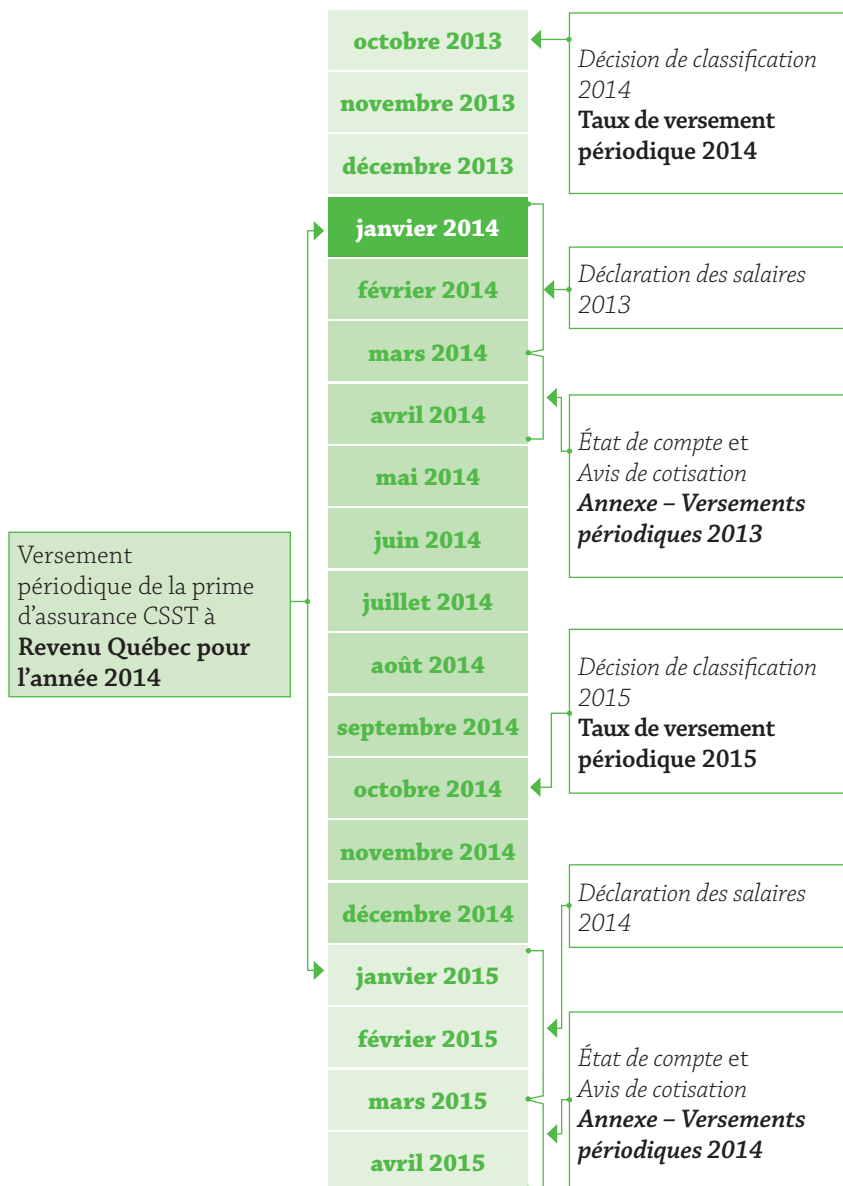 octobre 2013
novembre 2013
décembre 2013
janvier 2014
février 2014
mars 2014
avril 2014
mai 2014
juin 2014
juillet 2014
août 2014
septembre 2014
octobre 2014
novembre 2014
décembre 2014
janvier 2015
février 2015
mars 2015
avril 2015
Versement
périodique de la prime
d'assurance CSST à
Revenu Québec pour
l'année 2014
Décision de classification
2014
Taux de versement
périodique 2014
Déclaration des salaires
2013
État de compte et
Avis de cotisation
Annexe – Versements
périodiques 2013
Décision de classification
2015
Taux de versement
périodique 2015
Déclaration des salaires
2014
État de compte et
Avis de cotisation
Annexe – Versements
périodiques 2014